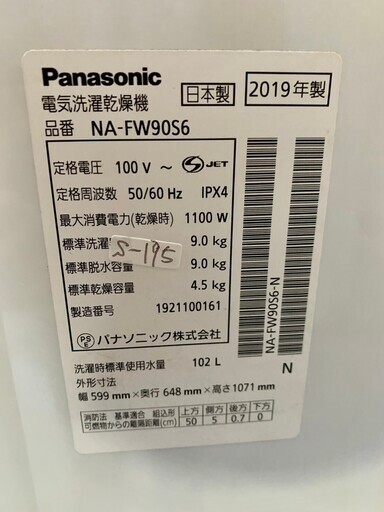 Panasonic
電気洗濯乾燥機 日本製 2019年製
品番 NA-FW90S6
定格電圧 100 V ～ S JET
定格周波数 50/60 Hz IPX4
最大消費電力(乾燥時) 1100 W
標準洗濯 9.0 kg
S-195
標準脱水容量 9.0 kg
標準乾燥容量 4.5 kg
製造番号 1921100161
PSE パナソニック株式会社
NA-FW90S6-N
洗濯時標準使用水量 102 L
N
外形寸法
幅 599 mm×奥行 648 mm×高さ 1071 mm
消防法 基準適合 組込形 上方 側方 後方 下方
可燃物からの離隔距離(cm) 50 5 0.7 0